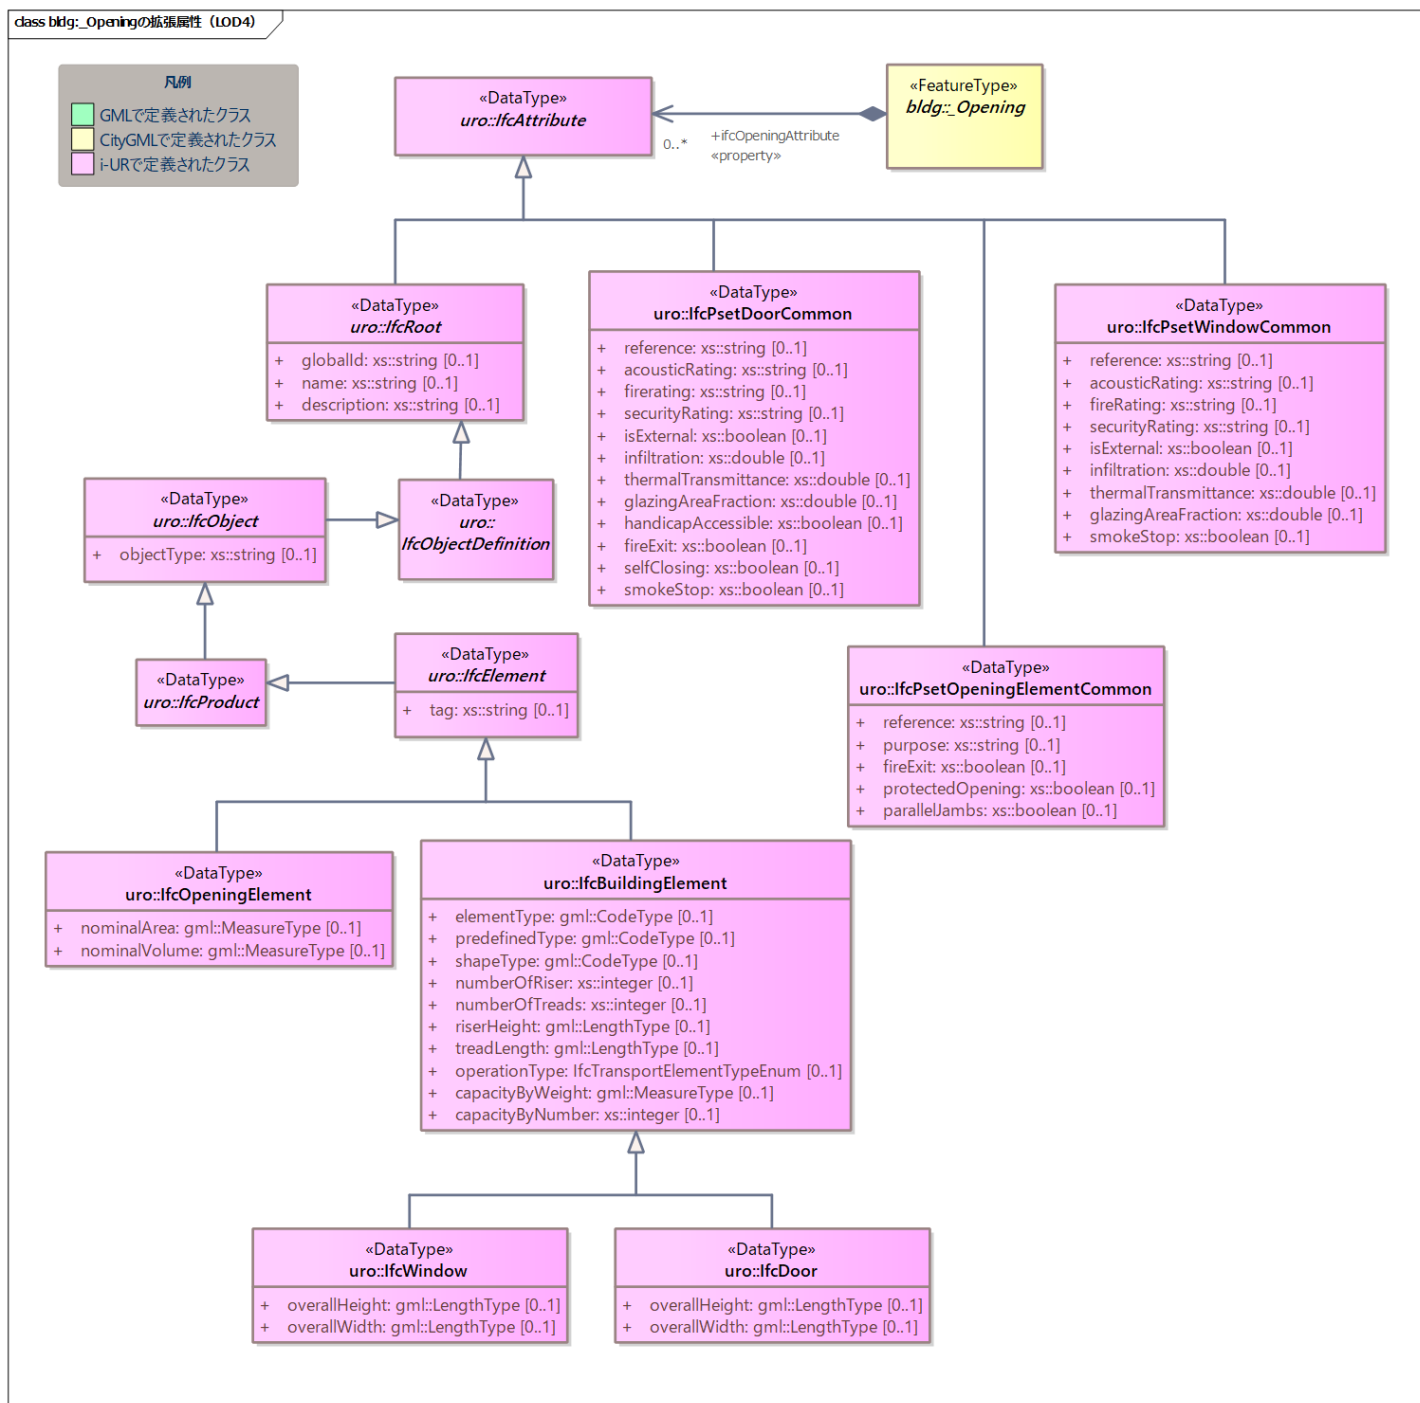 class bldg::_Openingの拡張属性（LOD4）
凡例
GMLで定義されたクラス
CityGMLで定義されたクラス
i-URで定義されたクラス
«DataType»
uro::IfcAttribute
0..*
+ifcOpeningAttribute
«property»
«FeatureType»
bldg::_Opening
«DataType»
uro::IfcRoot
+ globalId: xs::string [0..1]
+ name: xs::string [0..1]
+ description: xs::string [0..1]
«DataType»
uro::IfcPsetDoorCommon
+ reference: xs::string [0..1]
+ acousticRating: xs::string [0..1]
+ firerating: xs::string [0..1]
+ securityRating: xs::string [0..1]
+ isExternal: xs::boolean [0..1]
+ infiltration: xs::double [0..1]
+ thermalTransmittance: xs::double [0..1]
+ glazingAreaFraction: xs::double [0..1]
+ handicapAccessible: xs::boolean [0..1]
+ fireExit: xs::boolean [0..1]
+ selfClosing: xs::boolean [0..1]
+ smokeStop: xs::boolean [0..1]
«DataType»
uro::IfcPsetWindowCommon
+ reference: xs::string [0..1]
+ acousticRating: xs::string [0..1]
+ fireRating: xs::string [0..1]
+ securityRating: xs::string [0..1]
+ isExternal: xs::boolean [0..1]
+ infiltration: xs::double [0..1]
+ thermalTransmittance: xs::double [0..1]
+ glazingAreaFraction: xs::double [0..1]
+ smokeStop: xs::boolean [0..1]
«DataType»
uro::IfcObject
+ objectType: xs::string [0..1]
«DataType»
uro::
IfcObjectDefinition
«DataType»
uro::IfcProduct
«DataType»
uro::IfcElement
+ tag: xs::string [0..1]
«DataType»
uro::IfcPsetOpeningElementCommon
+ reference: xs::string [0..1]
+ purpose: xs::string [0..1]
+ fireExit: xs::boolean [0..1]
+ protectedOpening: xs::boolean [0..1]
+ parallelJambs: xs::boolean [0..1]
«DataType»
uro::IfcOpeningElement
+ nominalArea: gml::MeasureType [0..1]
+ nominalVolume: gml::MeasureType [0..1]
«DataType»
uro::IfcBuildingElement
+ elementType: gml::CodeType [0..1]
+ predefinedType: gml::CodeType [0..1]
+ shapeType: gml::CodeType [0..1]
+ numberOfRiser: xs::integer [0..1]
+ numberOfTreads: xs::integer [0..1]
+ riserHeight: gml::LengthType [0..1]
+ treadLength: gml::LengthType [0..1]
+ operationType: IfcTransportElementTypeEnum [0..1]
+ capacityByWeight: gml::MeasureType [0..1]
+ capacityByNumber: xs::integer [0..1]
«DataType»
uro::IfcWindow
+ overallHeight: gml::LengthType [0..1]
+ overallWidth: gml::LengthType [0..1]
«DataType»
uro::IfcDoor
+ overallHeight: gml::LengthType [0..1]
+ overallWidth: gml::LengthType [0..1]